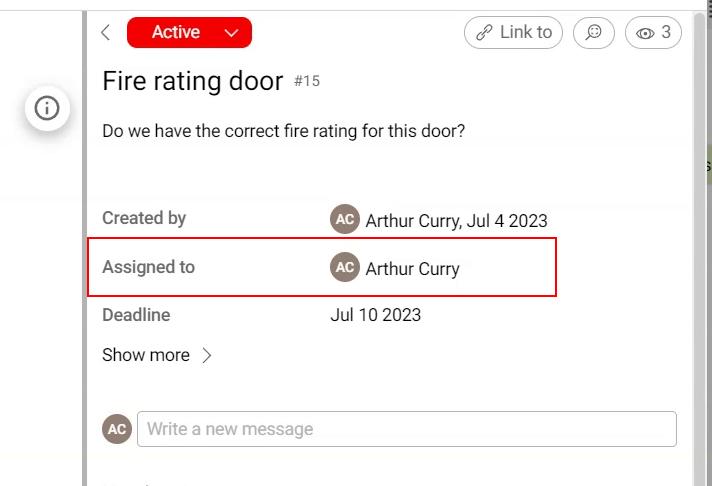 Active
Link to
3
Fire rating door #15
Do we have the correct fire rating for this door?
Created by AC Arthur Curry, Jul 4 2023
Assigned to AC Arthur Curry
Deadline Jul 10 2023
Show more
AC Write a new message